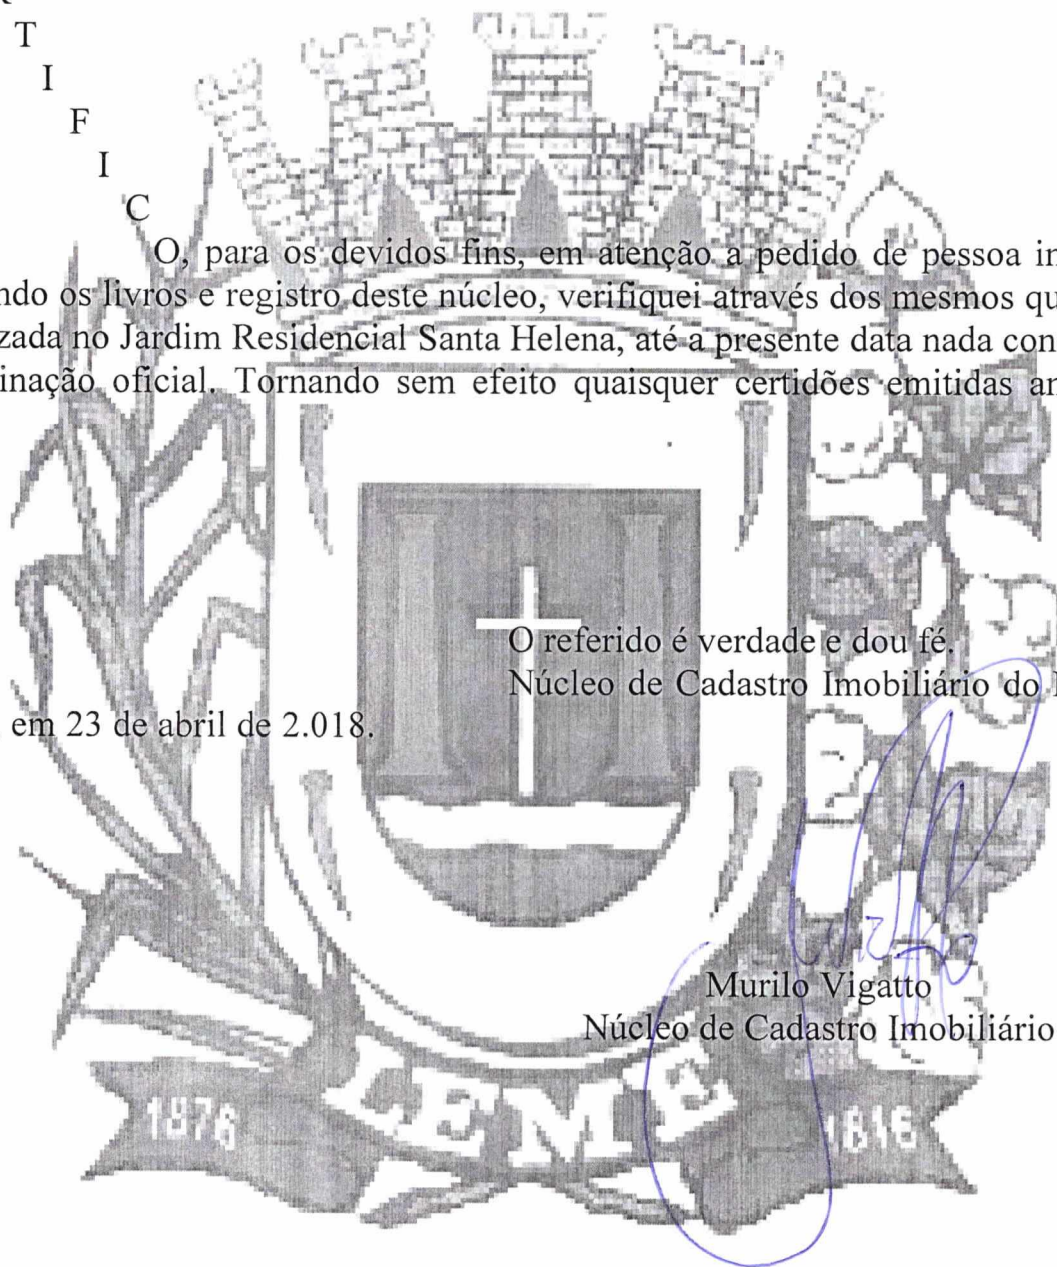 T
I
F
I
C
O, para os devidos fins, em atenção a pedido de pessoa in
ndo os livros e registro deste núcleo, verifiquei através dos mesmos qu
zada no Jardim Residencial Santa Helena, até a presente data nada con
inação oficial. Tornando sem efeito quaisquer certidões emitidas an
O referido é verdade e dou fé.
Núcleo de Cadastro Imobiliário do
em 23 de abril de 2.018.
Murilo Vigatto
Núcleo de Cadastro Imobiliário
1876 LEME